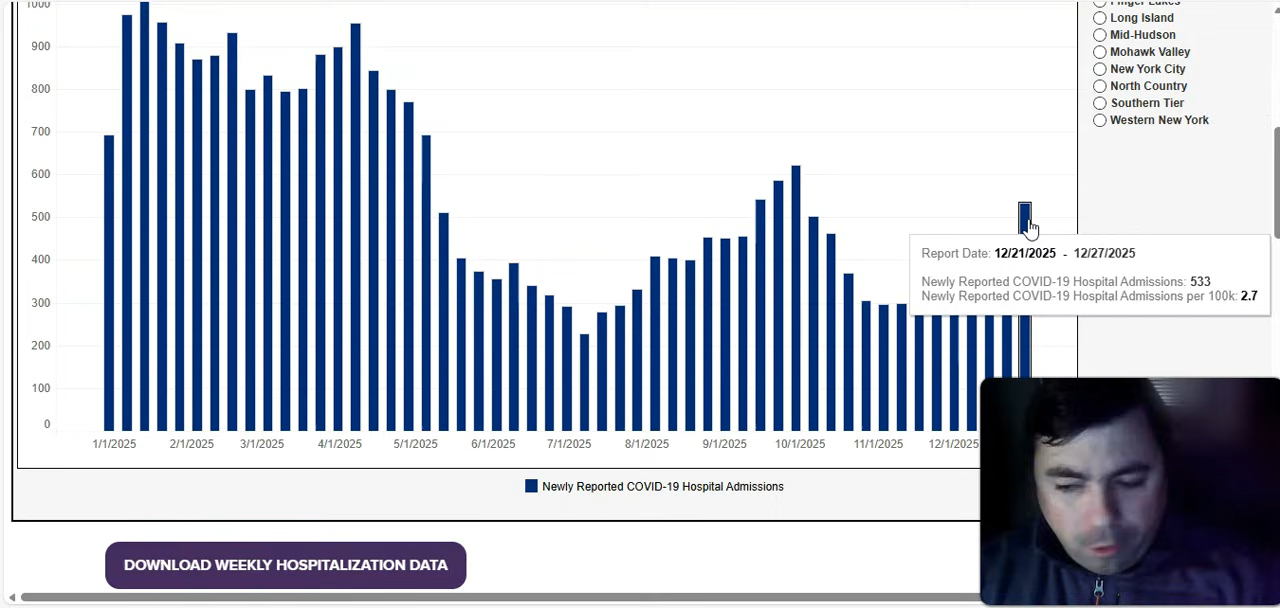 1000
900
800
700
600
500
400
300
200
100
0
1/1/2025 2/1/2025 3/1/2025 4/1/2025 5/1/2025 6/1/2025 7/1/2025 8/1/2025 9/1/2025 10/1/2025 11/1/2025 12/1/2025
Newly Reported COVID-19 Hospital Admissions
Finger Lakes
Long Island
Mid-Hudson
Mohawk Valley
New York City
North Country
Southern Tier
Western New York
Report Date: 12/21/2025 - 12/27/2025
Newly Reported COVID-19 Hospital Admissions: 533
Newly Reported COVID-19 Hospital Admissions per 100k: 2.7
DOWNLOAD WEEKLY HOSPITALIZATION DATA